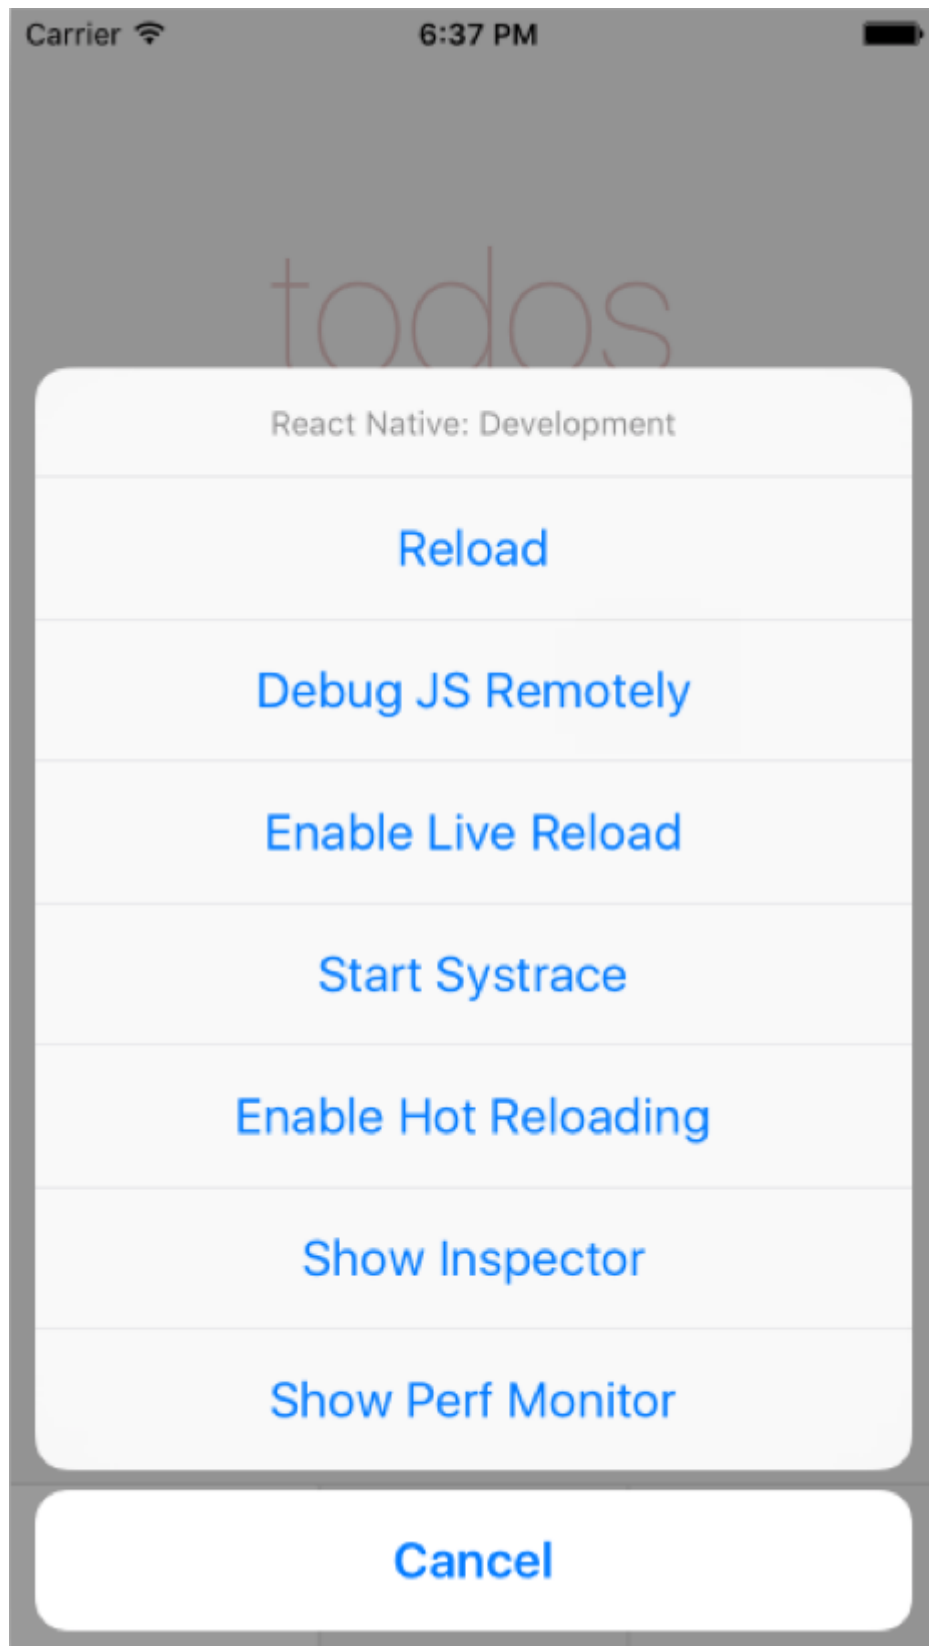 Carrier
6:37 PM
todos
React Native: Development
Reload
Debug JS Remotely
Enable Live Reload
Start Systrace
Enable Hot Reloading
Show Inspector
Show Perf Monitor
Cancel